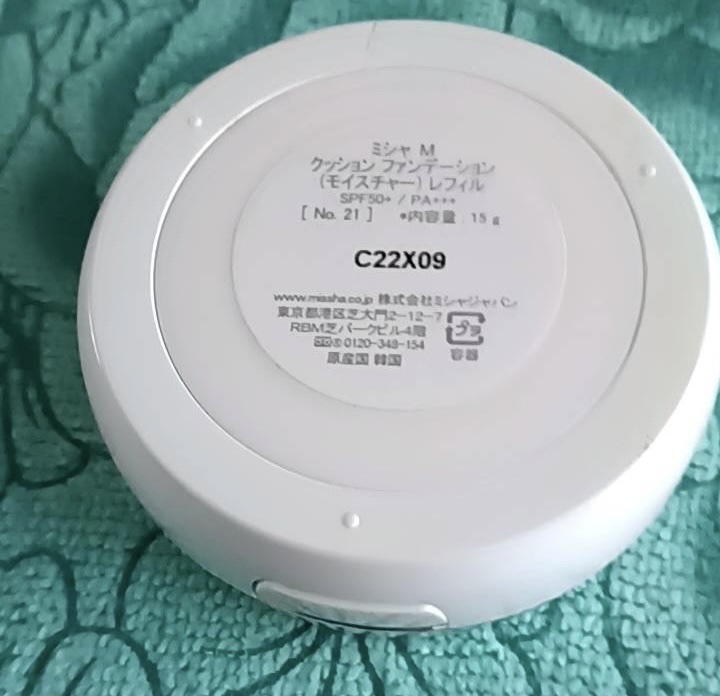 ミシャ M
クッション ファンデーション
(モイスチャー) レフィル
SPF50+ / PA+++
[ No. 21 ] •内容量 : 15 g
C22X09
www.missha.co.jp 株式会社ミシャジャパン
東京都港区芝大門2-12-7
RBM芝パークビル4階
0120-348-154
原産国 韓国
プラ
容器